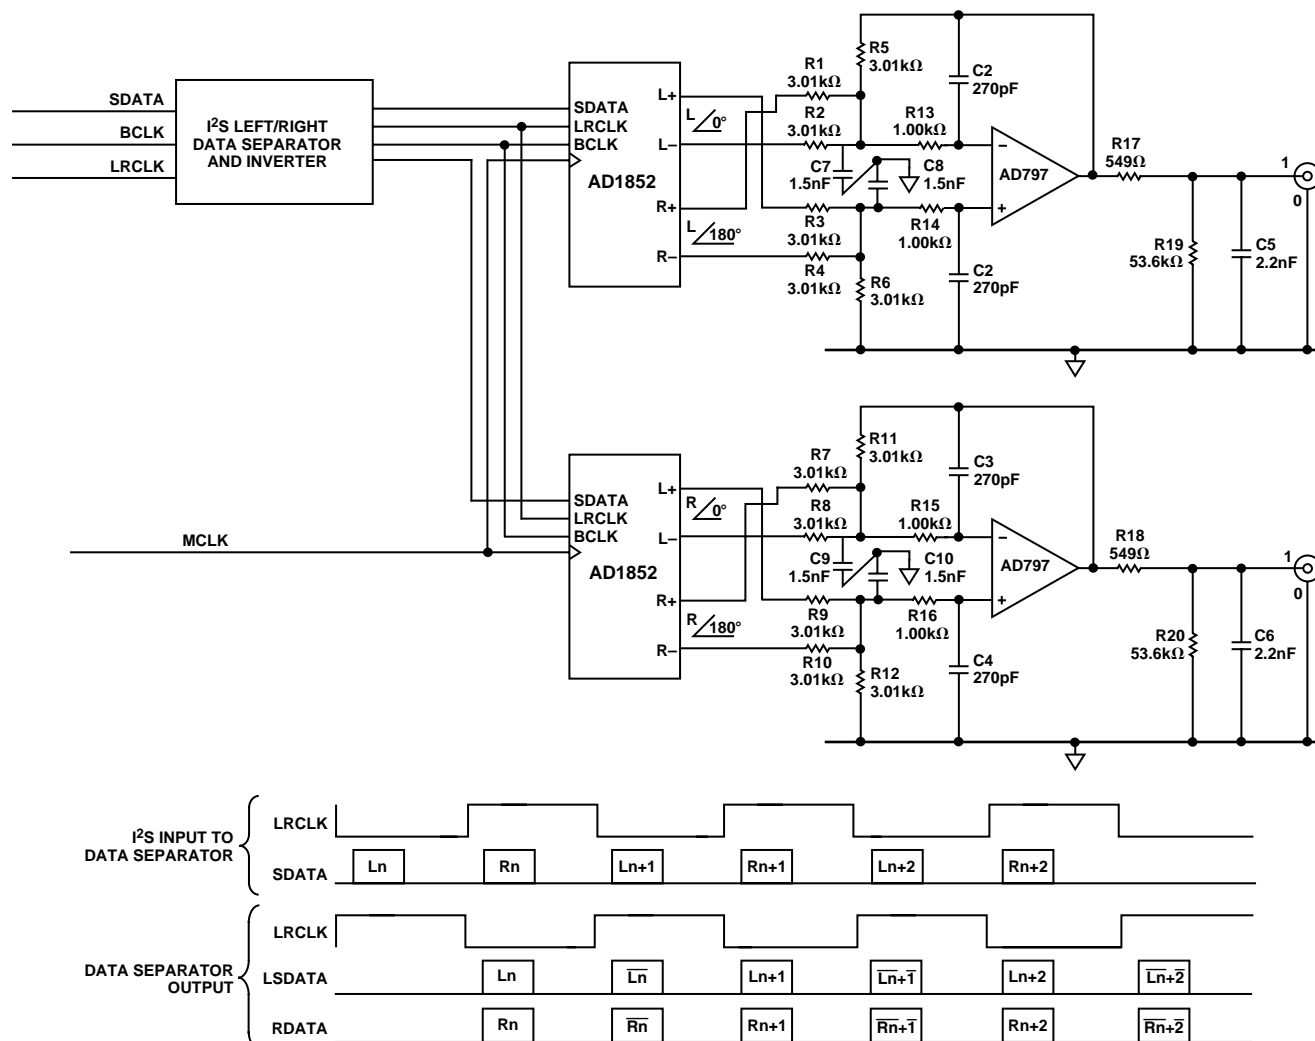 SDATA
BCLK
LRCLK
I²S LEFT/RIGHT
DATA SEPARATOR
AND INVERTER
SDATA
LRCLK
BCLK
AD1852
L+
L–
R+
R–
L 0°
L 180°
R1
3.01kΩ
R2
3.01kΩ
C7
1.5nF
R3
3.01kΩ
R4
3.01kΩ
R5
3.01kΩ
C2
270pF
R13
1.00kΩ
C8
1.5nF
R14
1.00kΩ
R6
3.01kΩ
C2
270pF
–
AD797
+
R17
549Ω
R19
53.6kΩ
C5
2.2nF
1
0
MCLK
SDATA
LRCLK
BCLK
AD1852
L+
L–
R+
R–
R 0°
R 180°
R7
3.01kΩ
R8
3.01kΩ
C9
1.5nF
R9
3.01kΩ
R10
3.01kΩ
R11
3.01kΩ
C3
270pF
R15
1.00kΩ
C10
1.5nF
R16
1.00kΩ
R12
3.01kΩ
C4
270pF
–
AD797
+
R18
549Ω
R20
53.6kΩ
C6
2.2nF
1
0
I²S INPUT TO
DATA SEPARATOR
LRCLK
SDATA
Ln Rn Ln+1 Rn+1 Ln+2 Rn+2
DATA SEPARATOR
OUTPUT
LRCLK
LSDATA
Ln L̅n̅ Ln+1 L̅n̅+1̅ Ln+2 L̅n̅+2̅
RDATA
Rn R̅n̅ Rn+1 R̅n̅+1̅ Rn+2 R̅n̅+2̅